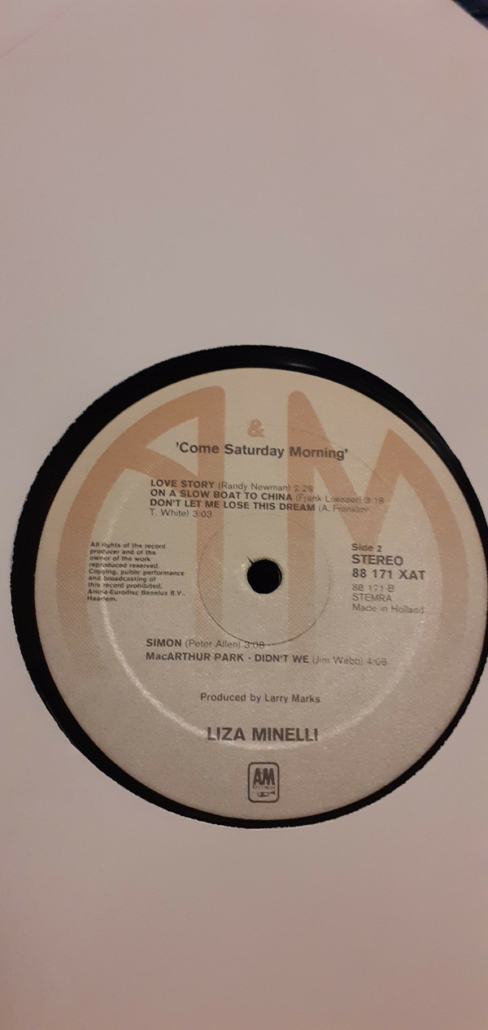 &
'Come Saturday Morning'
LOVE STORY (Randy Newman) 2:29
ON A SLOW BOAT TO CHINA (Frank Loesser) 3:18
DON'T LET ME LOSE THIS DREAM (A. Franklin-
T. White) 3:03
All rights of the record
producer and of the
owner of the work
reproduced reserved.
Copying, public performance
and broadcasting of
this record prohibited.
Ariola-Eurodisc Benelux B.V.,
Haarlem.
Side 2
STEREO
88 171 XAT
88 171 B
STEMRA
Made in Holland
SIMON (Peter Allen) 3:08
MacARTHUR PARK - DIDN'T WE (Jim Webb) 4:08
Produced by Larry Marks
LIZA MINELLI
AM